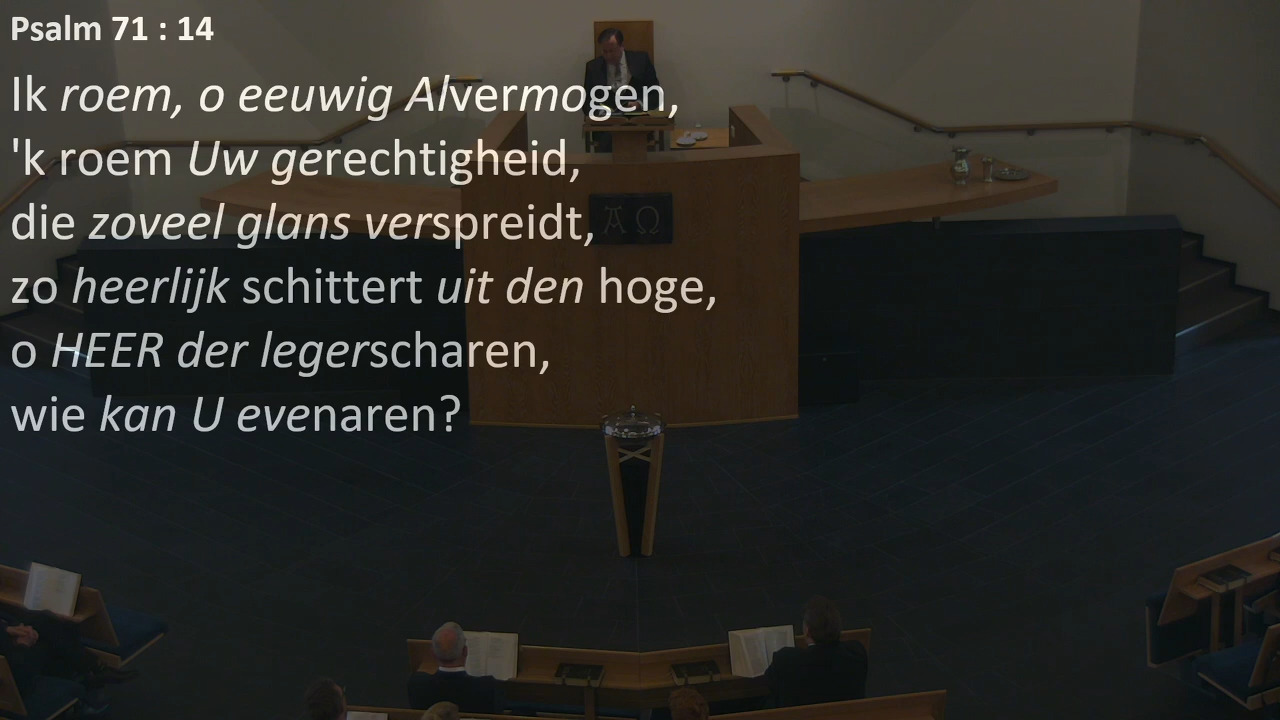 Psalm 71 : 14
Ik roem, o eeuwig Alvermogen,
'k roem Uw gerechtigheid,
die zoveel glans verspreidt,
zo heerlijk schittert uit den hoge,
o HEER der legerscharen,
wie kan U evenaren?
Α Ω